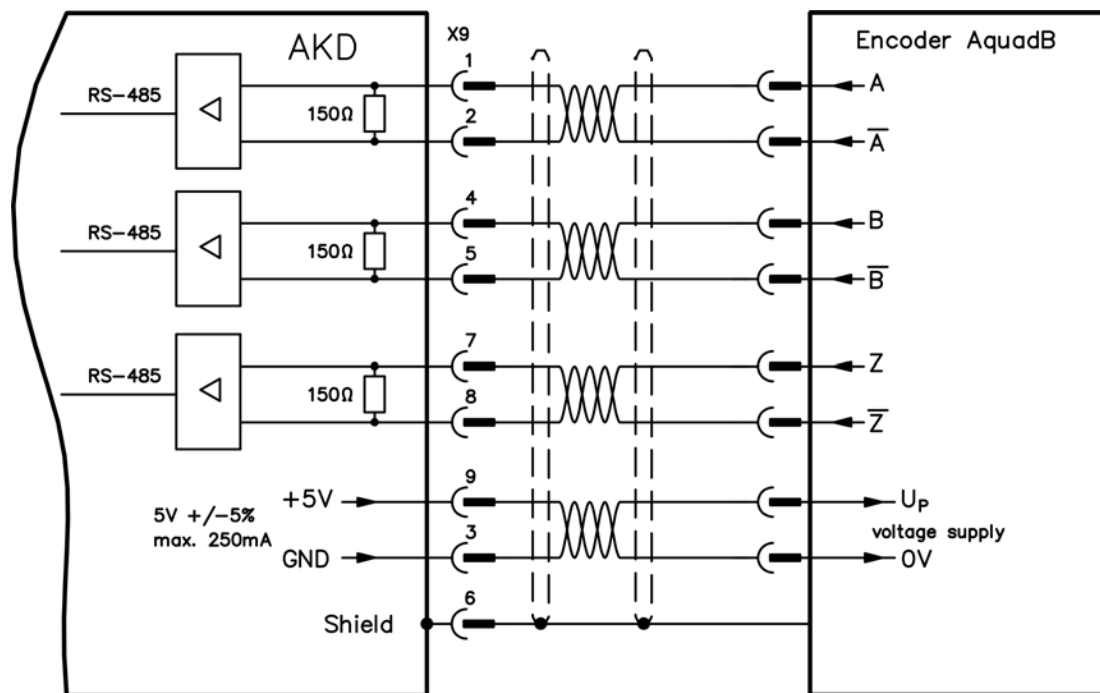 AKD
X9
Encoder AquadB
1
RS-485
150Ω
2
A
A̅
4
RS-485
150Ω
5
B
B̅
7
RS-485
150Ω
8
Z
Z̅
9
+5V
5V +/-5%
max. 250mA
Uₚ
voltage supply
3
GND
0V
6
Shield